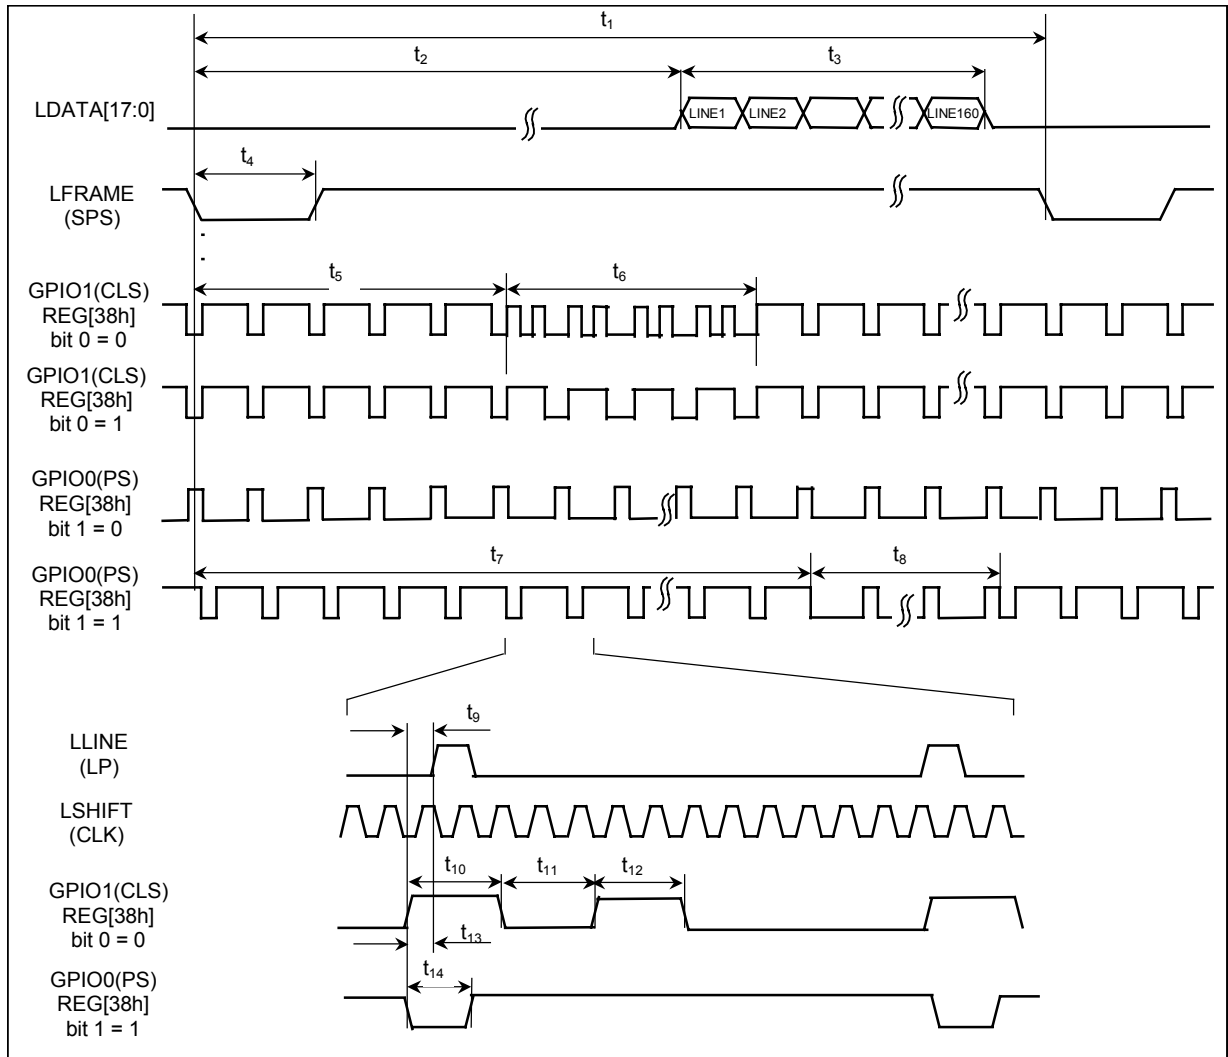 t1
t2
t3
LDATA[17:0]
LINE1
LINE2
LINE160
t4
LFRAME
(SPS)
t5
t6
GPIO1(CLS)
REG[38h]
bit 0 = 0
GPIO1(CLS)
REG[38h]
bit 0 = 1
GPIO0(PS)
REG[38h]
bit 1 = 0
t7
t8
GPIO0(PS)
REG[38h]
bit 1 = 1
t9
LLINE
(LP)
LSHIFT
(CLK)
t10
t11
t12
GPIO1(CLS)
REG[38h]
bit 0 = 0
t13
t14
GPIO0(PS)
REG[38h]
bit 1 = 1